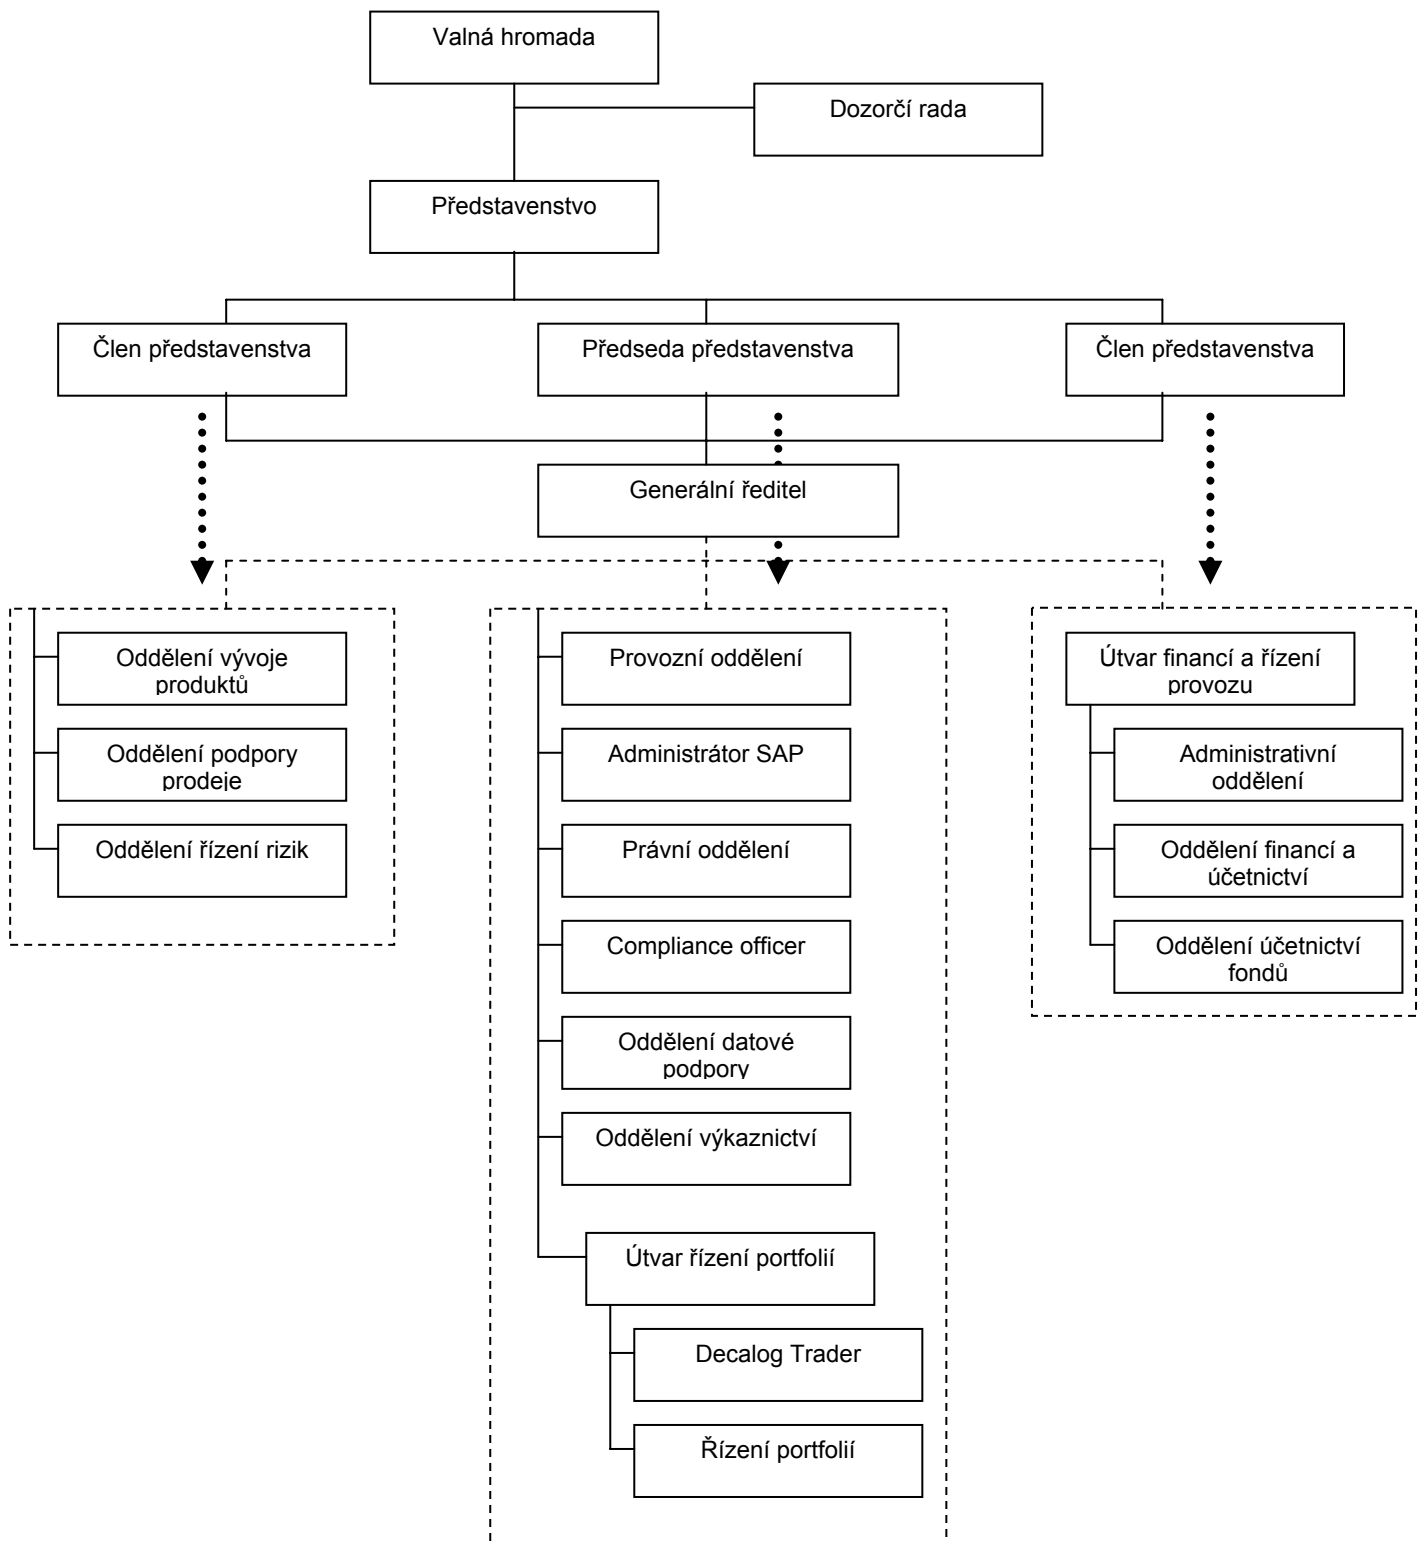 Valná hromada
Dozorčí rada
Představenstvo
Člen představenstva
Předseda představenstva
Člen představenstva
Generální ředitel
Oddělení vývoje
produktů
Oddělení podpory
prodeje
Oddělení řízení rizik
Provozní oddělení
Administrátor SAP
Právní oddělení
Compliance officer
Oddělení datové
podpory
Oddělení výkaznictví
Útvar řízení portfolií
Decalog Trader
Řízení portfolií
Útvar financí a řízení
provozu
Administrativní
oddělení
Oddělení financí a
účetnictví
Oddělení účetnictví
fondů